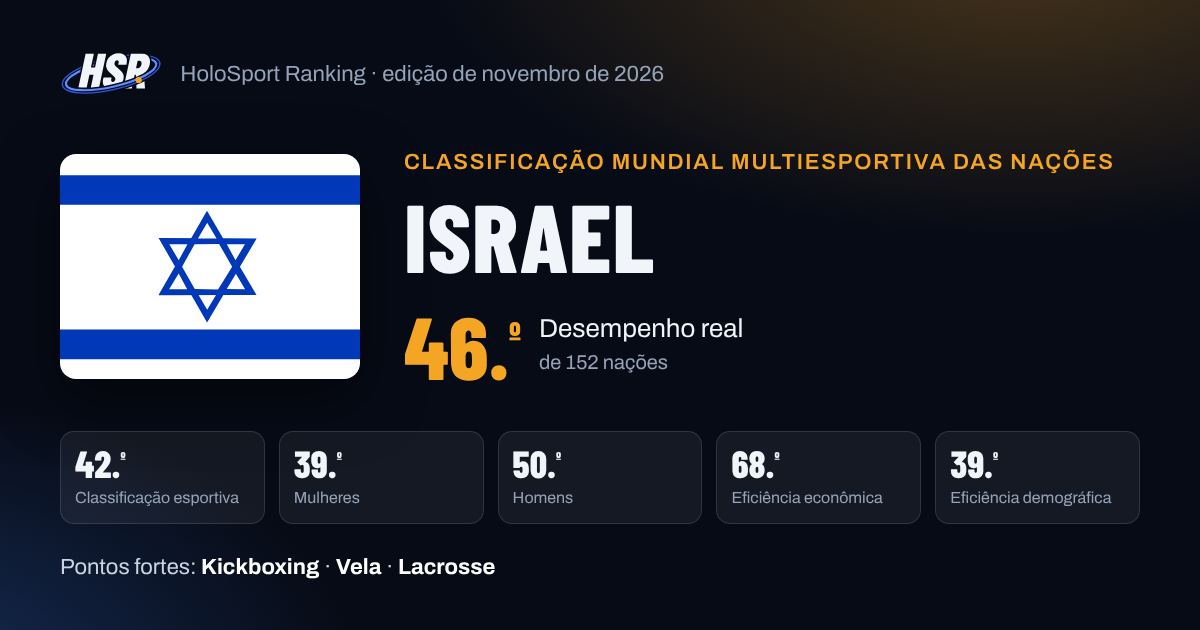 HSR
HoloSport Ranking · edição de novembro de 2026
CLASSIFICAÇÃO MUNDIAL MULTIESPORTIVA DAS NAÇÕES
ISRAEL
46.º
Desempenho real
de 152 nações
42.º
Classificação esportiva
39.º
Mulheres
50.º
Homens
68.º
Eficiência econômica
39.º
Eficiência demográfica
Pontos fortes: Kickboxing · Vela · Lacrosse